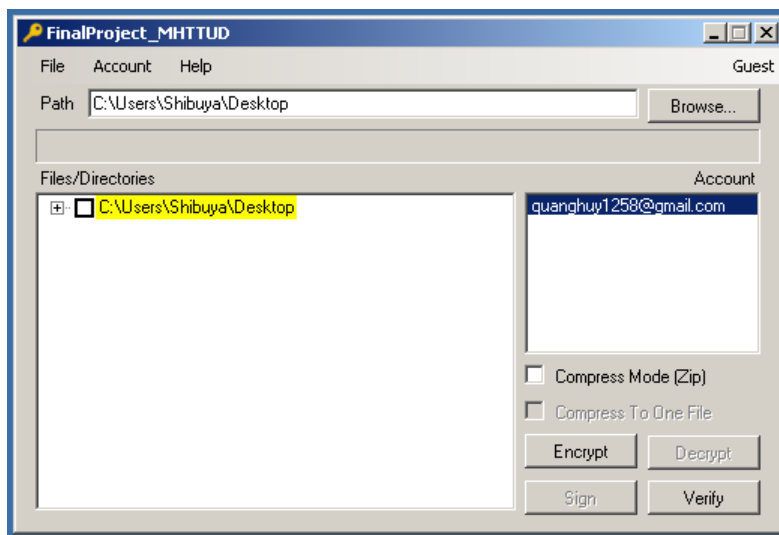 FinalProject_MHTTUD
File Account Help Guest
Path C:\Users\Shibuya\Desktop Browse...
Files/Directories Account
C:\Users\Shibuya\Desktop quanghuy1258@gmail.com
Compress Mode (Zip)
Compress To One File
Encrypt Decrypt
Sign Verify